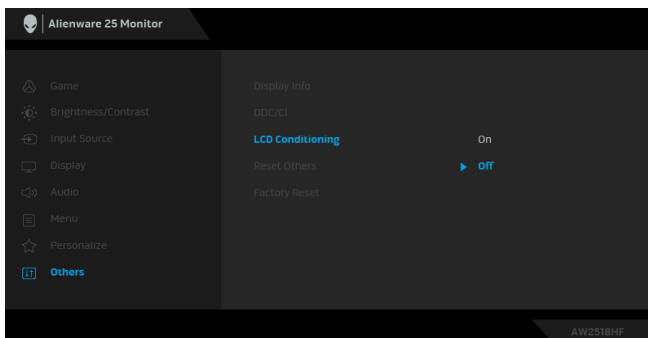 Alienware 25 Monitor
Game
Display Info
Brightness/Contrast
DDC/CI
Input Source
LCD Conditioning
On
Display
Reset Others
Off
Audio
Factory Reset
Menu
Personalize
Others
AW2518HF